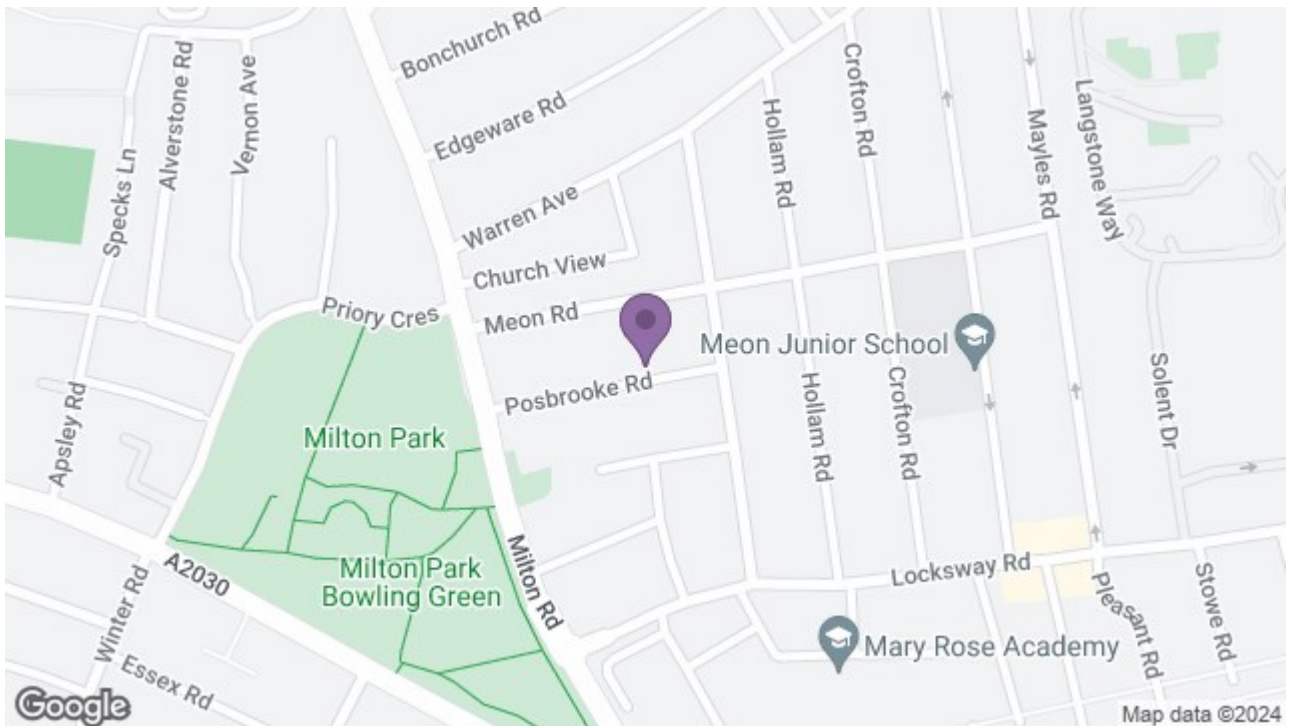 Bonchurch Rd
Alverstone Rd
Vernon Ave
Specks Ln
Edgeware Rd
Hollam Rd
Crofton Rd
Mayles Rd
Langstone Way
Warren Ave
Church View
Priory Cres
Meon Rd
Meon Junior School
Posbrooke Rd
Apsley Rd
Milton Park
Hollam Rd
Crofton Rd
Solent Dr
A2030
Milton Park
Bowling Green
Milton Rd
Locksway Rd
Winter Rd
Essex Rd
Mary Rose Academy
Pleasant Rd
Stowe Rd
Google
Map data ©2024